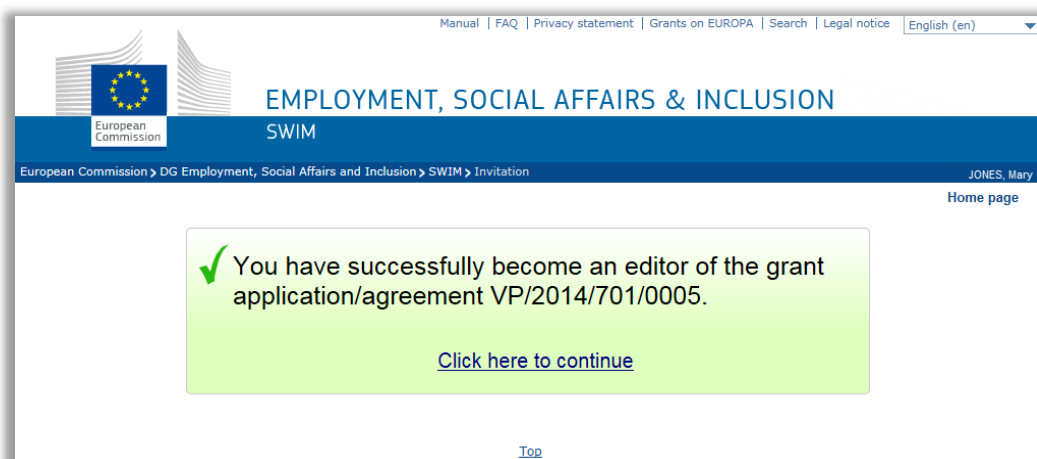 Manual | FAQ | Privacy statement | Grants on EUROPA | Search | Legal notice English (en)
EMPLOYMENT, SOCIAL AFFAIRS & INCLUSION
European
Commission
SWIM
European Commission > DG Employment, Social Affairs and Inclusion > SWIM > Invitation JONES, Mary
Home page
You have successfully become an editor of the grant
application/agreement VP/2014/701/0005.
Click here to continue
Top